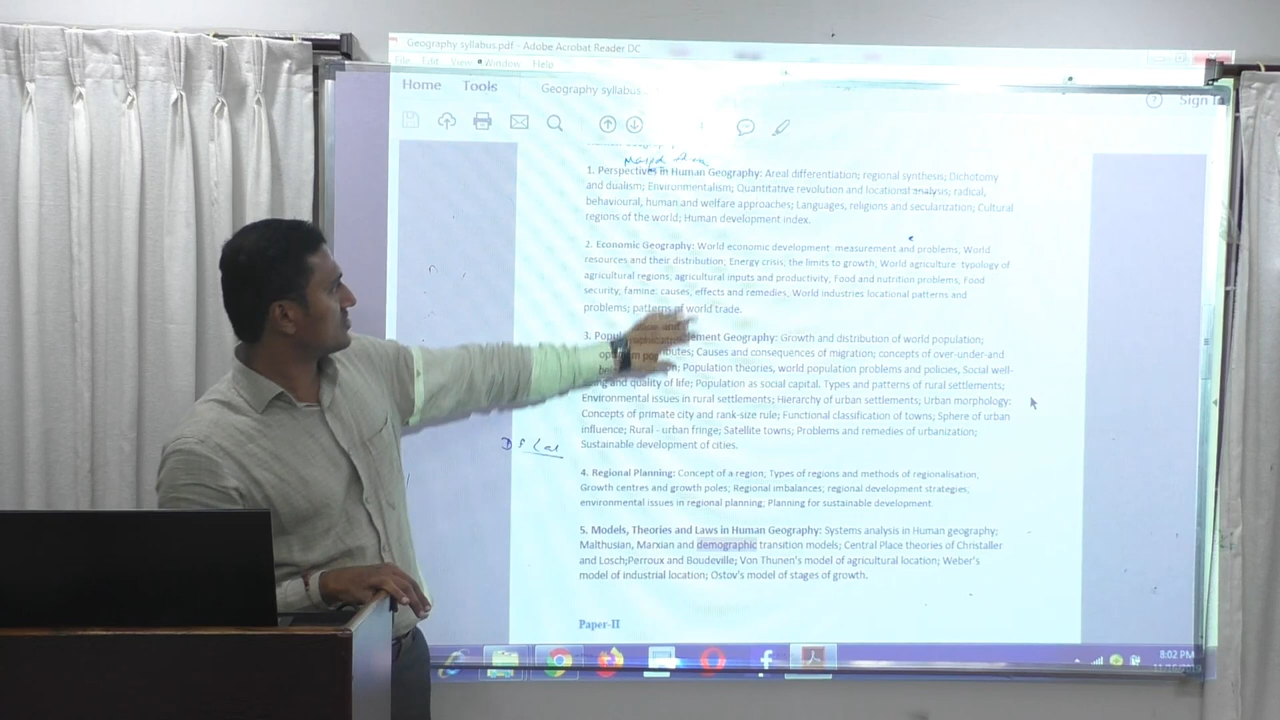 Geography syllabus.pdf - Adobe Acrobat Reader DC
File Edit View Window Help
Home Tools Geography syllabus...
Sign In
1. Perspectives in Human Geography: Areal differentiation; regional synthesis; Dichotomy
and dualism; Environmentalism; Quantitative revolution and locational analysis; radical,
behavioural, human and welfare approaches; Languages, religions and secularization; Cultural
regions of the world; Human development index.
2. Economic Geography: World economic development: measurement and problems, World
resources and their distribution, Energy crisis, the limits to growth, World agriculture: typology of
agricultural regions, agricultural inputs and productivity, Food and nutrition problems, Food
security, famine: causes, effects and remedies, World industries locational patterns and
problems; patterns of world trade.
3. Popul ement Geography: Growth and distribution of world population;
ributes; Causes and consequences of migration; concepts of over-under-and
Population theories, world population problems and policies, Social well-
and quality of life; Population as social capital. Types and patterns of rural settlements;
Environmental issues in rural settlements; Hierarchy of urban settlements; Urban morphology:
Concepts of primate city and rank-size rule; Functional classification of towns; Sphere of urban
influence; Rural - urban fringe; Satellite towns; Problems and remedies of urbanization;
Sustainable development of cities.
D S Lal
4. Regional Planning: Concept of a region; Types of regions and methods of regionalisation,
Growth centres and growth poles; Regional imbalances; regional development strategies,
environmental issues in regional planning; Planning for sustainable development.
5. Models, Theories and Laws in Human Geography: Systems analysis in Human geography;
Malthusian, Marxian and demographic transition models; Central Place theories of Christaller
and Losch;Perroux and Boudeville; Von Thunen's model of agricultural location; Weber's
model of industrial location; Ostov's model of stages of growth.
Paper-II
8:02 PM